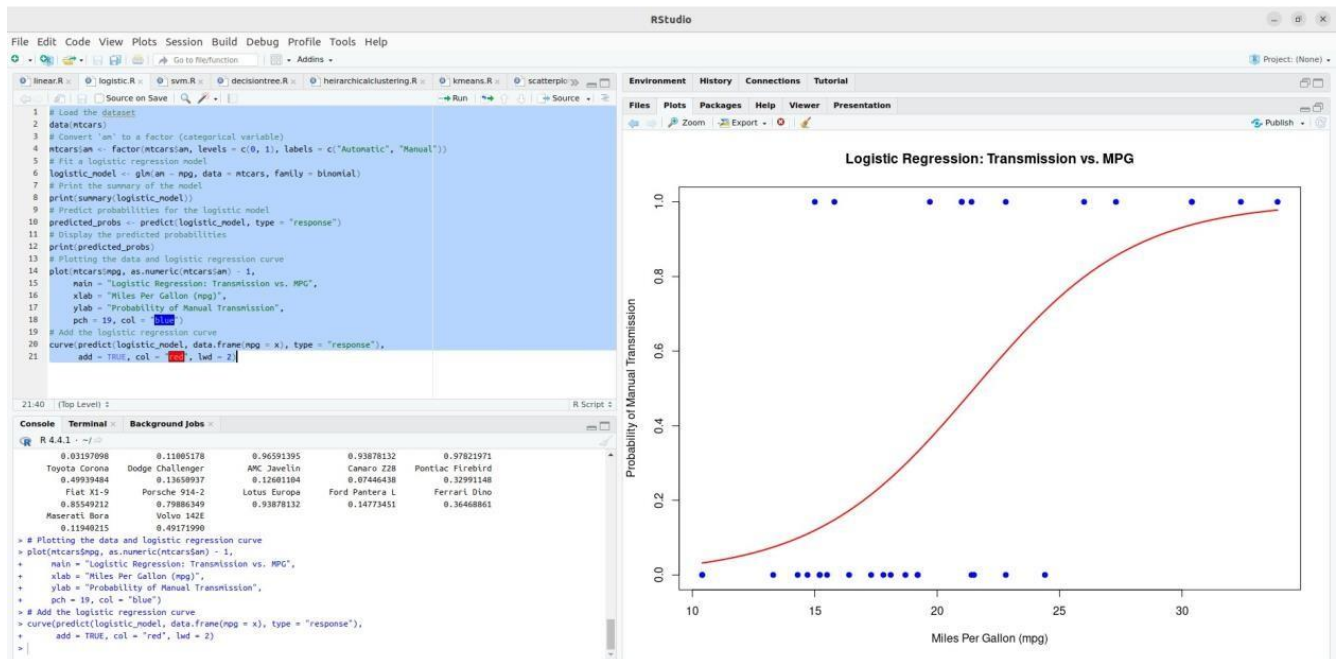 RStudio
File Edit Code View Plots Session Build Debug Profile Tools Help
Go to file/function Addins
Project: (None)
linear.R logistic.R svm.R decisiontree.R heirarchicalclustering.R kmeans.R scatterplo
Source on Save Run Source
1 # Load the dataset
2 data(mtcars)
3 # Convert `am` to a factor (categorical variable)
4 mtcars$am <- factor(mtcars$am, levels = c(0, 1), labels = c("Automatic", "Manual"))
5 # Fit a logistic regression model
6 logistic_model <- glm(am ~ mpg, data = mtcars, family = binomial)
7 # Print the summary of the model
8 print(summary(logistic_model))
9 # Predict probabilities for the logistic model
10 predicted_probs <- predict(logistic_model, type = "response")
11 # Display the predicted probabilities
12 print(predicted_probs)
13 # Plotting the data and logistic regression curve
14 plot(mtcars$mpg, as.numeric(mtcars$am) - 1,
15 main = "Logistic Regression: Transmission vs. MPG",
16 xlab = "Miles Per Gallon (mpg)",
17 ylab = "Probability of Manual Transmission",
18 pch = 19, col = "blue")
19 # Add the logistic regression curve
20 curve(predict(logistic_model, data.frame(mpg = x), type = "response"),
21 add = TRUE, col = "red", lwd = 2)
21:40 (Top Level) R Script
Console Terminal Background Jobs
R 4.4.1 · ~/
0.03197098 0.11005178 0.96591395 0.93878132 0.97821971
Toyota Corona Dodge Challenger AMC Javelin Camaro Z28 Pontiac Firebird
0.49939484 0.13650937 0.12601104 0.07446438 0.32991148
Fiat X1-9 Porsche 914-2 Lotus Europa Ford Pantera L Ferrari Dino
0.85549212 0.79886349 0.93878132 0.14773451 0.36468861
Maserati Bora Volvo 142E
0.11940215 0.49171990
> # Plotting the data and logistic regression curve
> plot(mtcars$mpg, as.numeric(mtcars$am) - 1,
+ main = "Logistic Regression: Transmission vs. MPG",
+ xlab = "Miles Per Gallon (mpg)",
+ ylab = "Probability of Manual Transmission",
+ pch = 19, col = "blue")
> # Add the logistic regression curve
> curve(predict(logistic_model, data.frame(mpg = x), type = "response"),
+ add = TRUE, col = "red", lwd = 2)
>
Environment History Connections Tutorial
Files Plots Packages Help Viewer Presentation
Zoom Export Publish
Logistic Regression: Transmission vs. MPG
Probability of Manual Transmission
1.0
0.8
0.6
0.4
0.2
0.0
10 15 20 25 30
Miles Per Gallon (mpg)